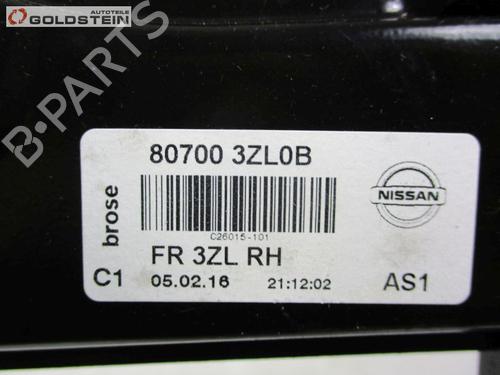 Autoteile
GOLDSTEIN
B-PARTS
brose
80700 3ZL0B
C26015-101
NISSAN
FR 3ZL RH
C1
05.02.16
21:12:02
AS1